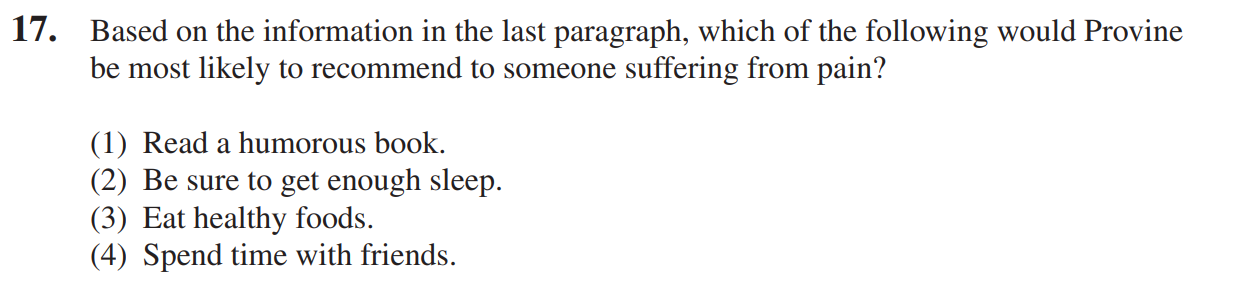 17. Based on the information in the last paragraph, which of the following would Provine
be most likely to recommend to someone suffering from pain?
(1) Read a humorous book.
(2) Be sure to get enough sleep.
(3) Eat healthy foods.
(4) Spend time with friends.